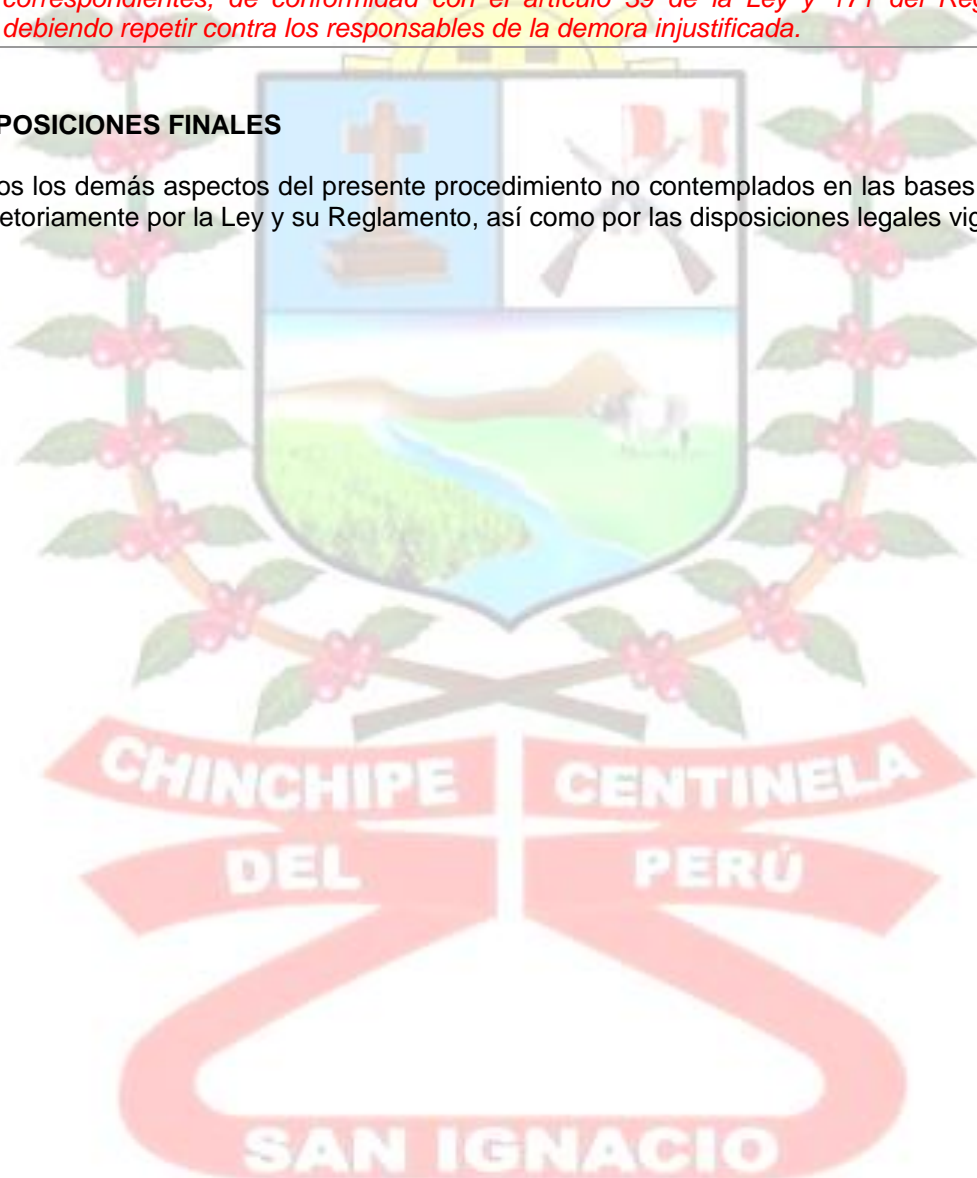 correspondientes, de conformidad con el artículo 39 de la Ley y 171 del Reg
debiendo repetir contra los responsables de la demora injustificada.
POSICIONES FINALES
os los demás aspectos del presente procedimiento no contemplados en las bases
etoriamente por la Ley y su Reglamento, así como por las disposiciones legales vig
CHINCHIPE CENTINELA
DEL PERÚ
SAN IGNACIO